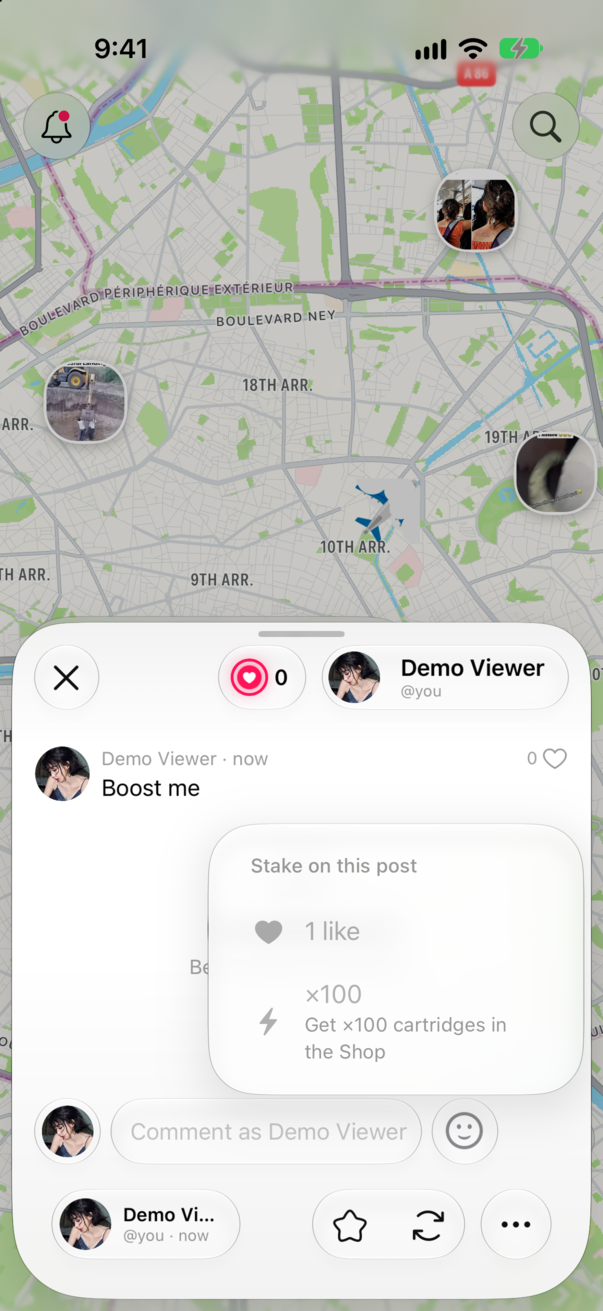 9:41
A86
BOULEVARD PÉRIPHÉRIQUE EXTÉRIEUR
BOULEVARD NEY
18TH ARR.
ARR.
19TH
10TH ARR.
TH ARR.
9TH ARR.
0
Demo Viewer
@you
Demo Viewer · now
0
Boost me
Stake on this post
1 like
Be
×100
Get ×100 cartridges in
the Shop
Comment as Demo Viewer
Demo Vi...
@you · now